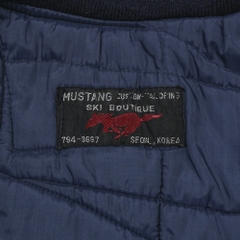 MUSTANG CUSTOM-TAILORING
SKI BOUTIQUE
794-3697 SEOUL, KOREA